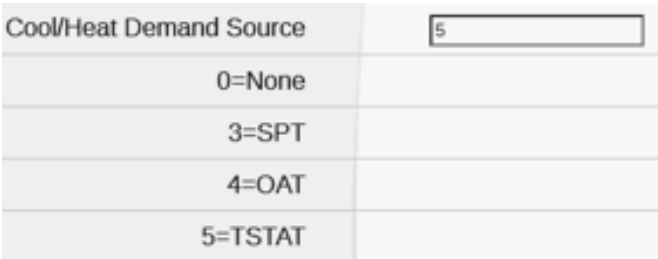 Cool/Heat Demand Source 5
0=None
3=SPT
4=OAT
5=TSTAT